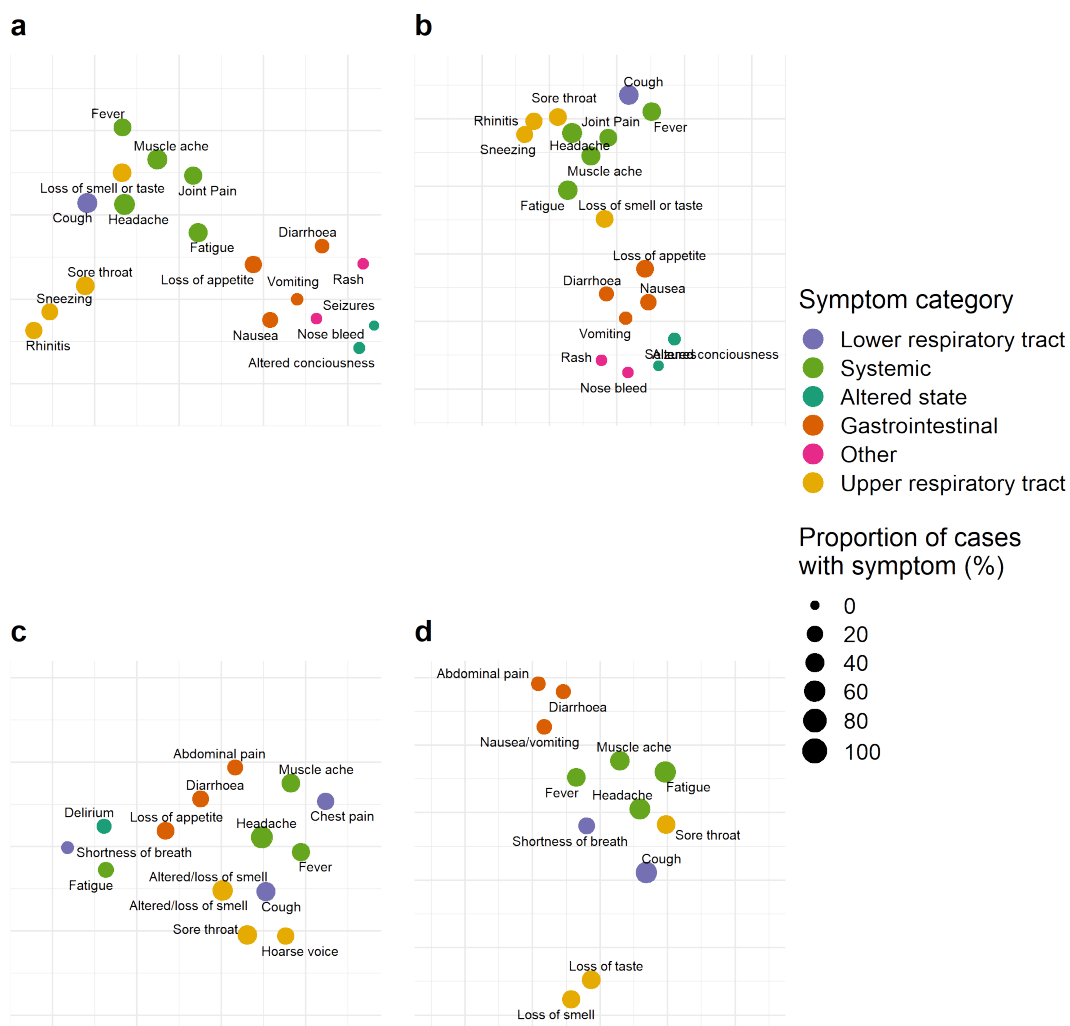 a
Fever
Muscle ache
Loss of smell or taste
Joint Pain
Cough
Headache
Fatigue
Diarrhoea
Loss of appetite
Vomiting
Rash
Sore throat
Sneezing
Seizures
Rhinitis
Nausea
Nose bleed
Altered conciousness
b
Cough
Sore throat
Rhinitis
Joint Pain
Fever
Sneezing
Headache
Muscle ache
Fatigue
Loss of smell or taste
Loss of appetite
Diarrhoea
Nausea
Vomiting
Seizures
Altered conciousness
Rash
Nose bleed
Symptom category
Lower respiratory tract
Systemic
Altered state
Gastrointestinal
Other
Upper respiratory tract
Proportion of cases
with symptom (%)
0
20
40
60
80
100
c
Abdominal pain
Muscle ache
Diarrhoea
Chest pain
Delirium
Loss of appetite
Headache
Shortness of breath
Fever
Fatigue
Altered/loss of smell
Altered/loss of smell
Cough
Sore throat
Hoarse voice
d
Abdominal pain
Diarrhoea
Nausea/vomiting
Muscle ache
Fever
Headache
Fatigue
Sore throat
Shortness of breath
Cough
Loss of taste
Loss of smell